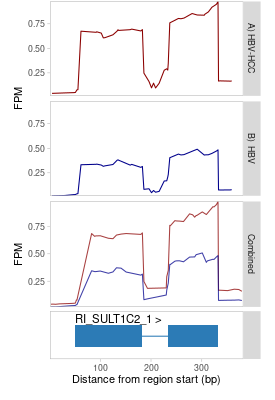 0.75
0.50
0.25
FPM
A) HBV-HCC
0.75
0.50
0.25
B) HBV
FPM
0.75
0.50
0.25
Combined
RI_SULT1C2_1 >
100
200
300
Distance from region start (bp)